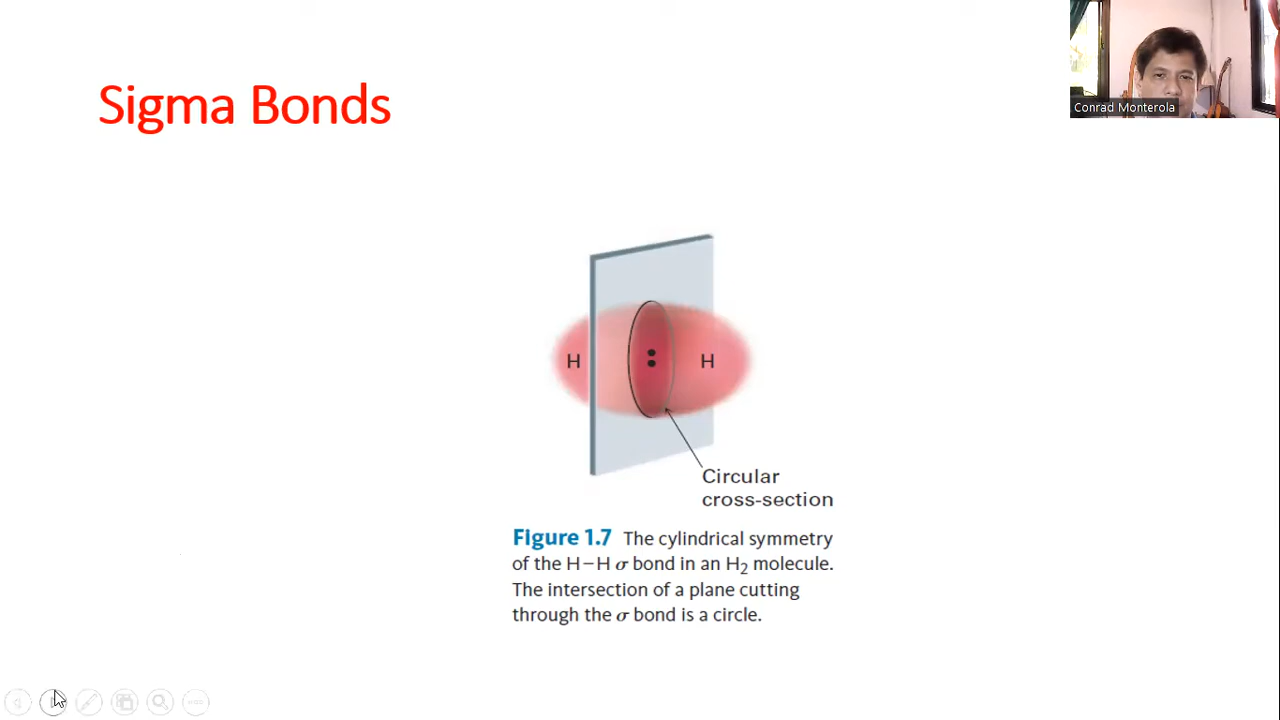 Sigma Bonds
Conrad Monterola
H
H
Circular
cross-section
Figure 1.7 The cylindrical symmetry
of the H–H σ bond in an H₂ molecule.
The intersection of a plane cutting
through the σ bond is a circle.